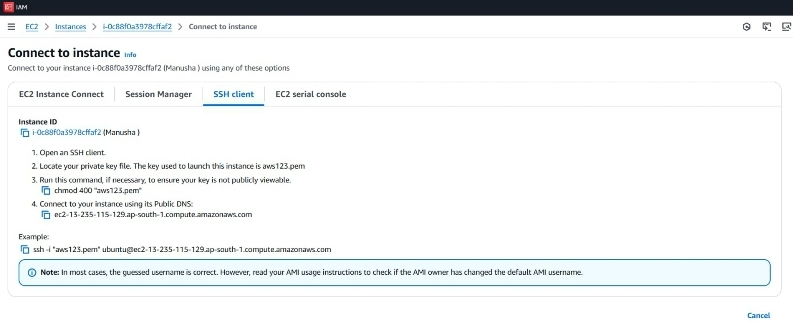 IAM
EC2 > Instances > i-0c88f0a3978cffaf2 > Connect to instance
Connect to instance Info
Connect to your instance i-0c88f0a3978cffaf2 (Manusha ) using any of these options
EC2 Instance Connect Session Manager SSH client EC2 serial console
Instance ID
i-0c88f0a3978cffaf2 (Manusha )
1. Open an SSH client.
2. Locate your private key file. The key used to launch this instance is aws123.pem
3. Run this command, if necessary, to ensure your key is not publicly viewable.
chmod 400 "aws123.pem"
4. Connect to your instance using its Public DNS:
ec2-13-235-115-129.ap-south-1.compute.amazonaws.com
Example:
ssh -i "aws123.pem" ubuntu@ec2-13-235-115-129.ap-south-1.compute.amazonaws.com
Note: In most cases, the guessed username is correct. However, read your AMI usage instructions to check if the AMI owner has changed the default AMI username.
Cancel